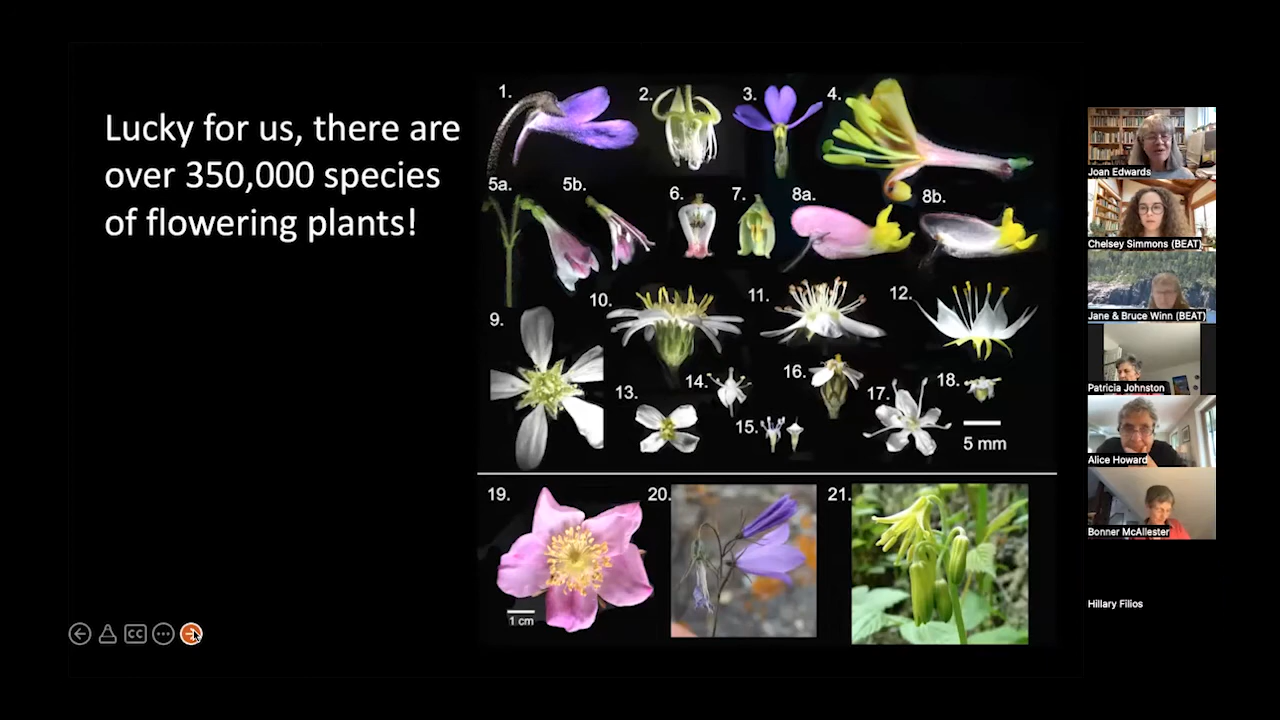 Lucky for us, there are
over 350,000 species
of flowering plants!
1.
2.
3.
4.
5a.
5b.
6.
7.
8a.
8b.
9.
10.
11.
12.
13.
14.
15.
16.
17.
18.
5 mm
19.
1 cm
20.
21.
CC
Joan Edwards
Chelsey Simmons (BEAT)
Jane & Bruce Winn (BEAT)
Patricia Johnston
Alice Howard
Bonner McAllester
Hillary Filios